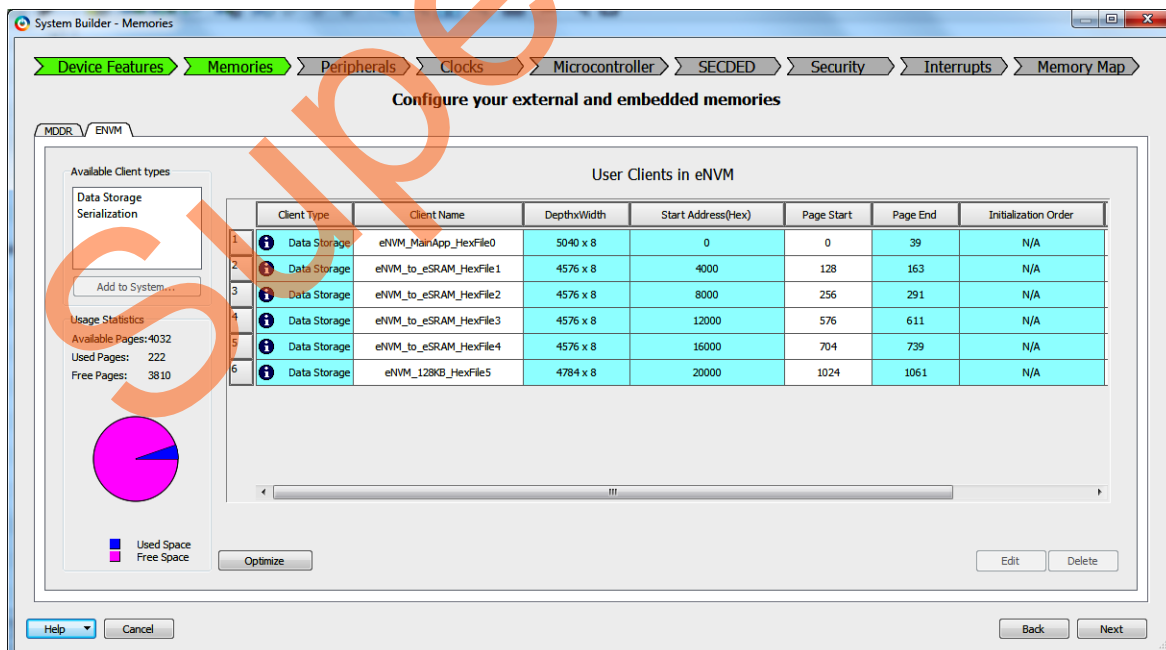 System Builder - Memories
Device Features Memories Peripherals Clocks Microcontroller SECDED Security Interrupts Memory Map
Configure your external and embedded memories
MDDR ENVM
Available Client types
Data Storage
Serialization
Add to System...
Usage Statistics
Available Pages:4032
Used Pages: 222
Free Pages: 3810
Used Space
Free Space
User Clients in eNVM
Client Type Client Name DepthxWidth Start Address(Hex) Page Start Page End Initialization Order
1 Data Storage eNVM_MainApp_HexFile0 5040 x 8 0 0 39 N/A
2 Data Storage eNVM_to_eSRAM_HexFile1 4576 x 8 4000 128 163 N/A
3 Data Storage eNVM_to_eSRAM_HexFile2 4576 x 8 8000 256 291 N/A
4 Data Storage eNVM_to_eSRAM_HexFile3 4576 x 8 12000 576 611 N/A
5 Data Storage eNVM_to_eSRAM_HexFile4 4576 x 8 16000 704 739 N/A
6 Data Storage eNVM_128KB_HexFile5 4784 x 8 20000 1024 1061 N/A
Optimize Edit Delete
Help Cancel Back Next
Supe